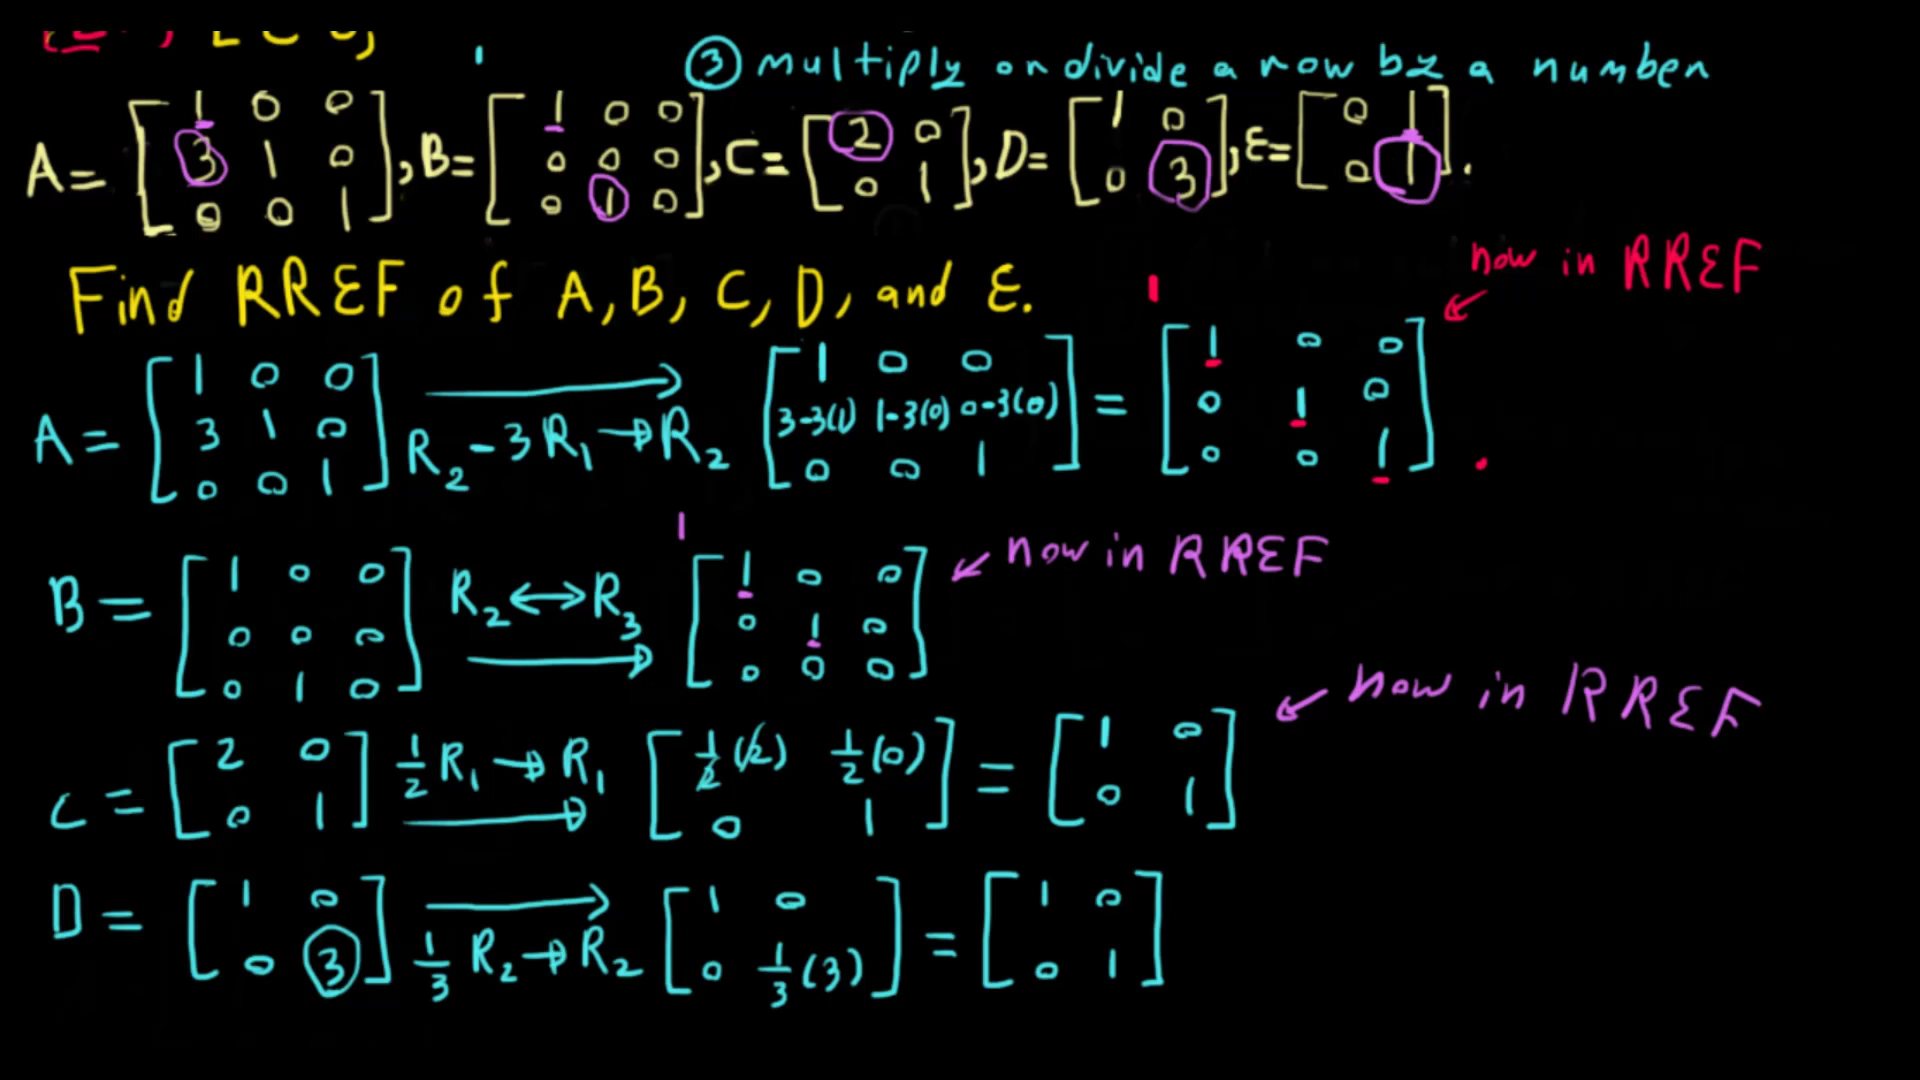 ③ multiply or divide a row by a number
A = [1 0 0; 3 1 0; 0 0 1], B = [1 0 0; 0 0 0; 0 1 0], C = [2 0; 0 1], D = [1 0; 0 3], E = [0 1; 0 1].
Find RREF of A, B, C, D, and E.
now in RREF
A = [1 0 0; 3 1 0; 0 0 1] R₂ - 3R₁ → R₂ [1 0 0; 3-3(1) 1-3(0) 0-3(0); 0 0 1] = [1 0 0; 0 1 0; 0 0 1]
B = [1 0 0; 0 0 0; 0 1 0] R₂ ↔ R₃ → [1 0 0; 0 1 0; 0 0 0] ← now in RREF
C = [2 0; 0 1] 1/2 R₁ → R₁ [1/2(2) 1/2(0); 0 1] = [1 0; 0 1] ← now in RREF
D = [1 0; 0 3] 1/3 R₂ → R₂ [1 0; 0 1/3(3)] = [1 0; 0 1]